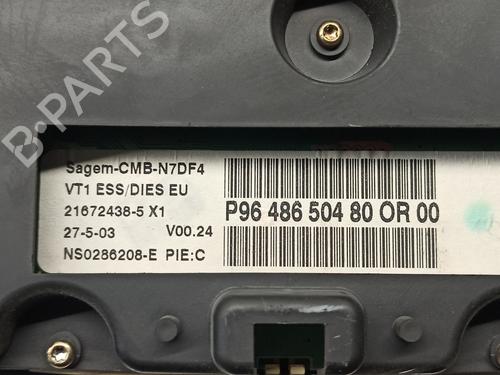 B-PARTS
Sagem-CMB-N7DF4
VT1 ESS/DIES EU
21672438-5 X1
27-5-03 V00.24
NS0286208-E PIE:C
P96 486 504 80 OR 00